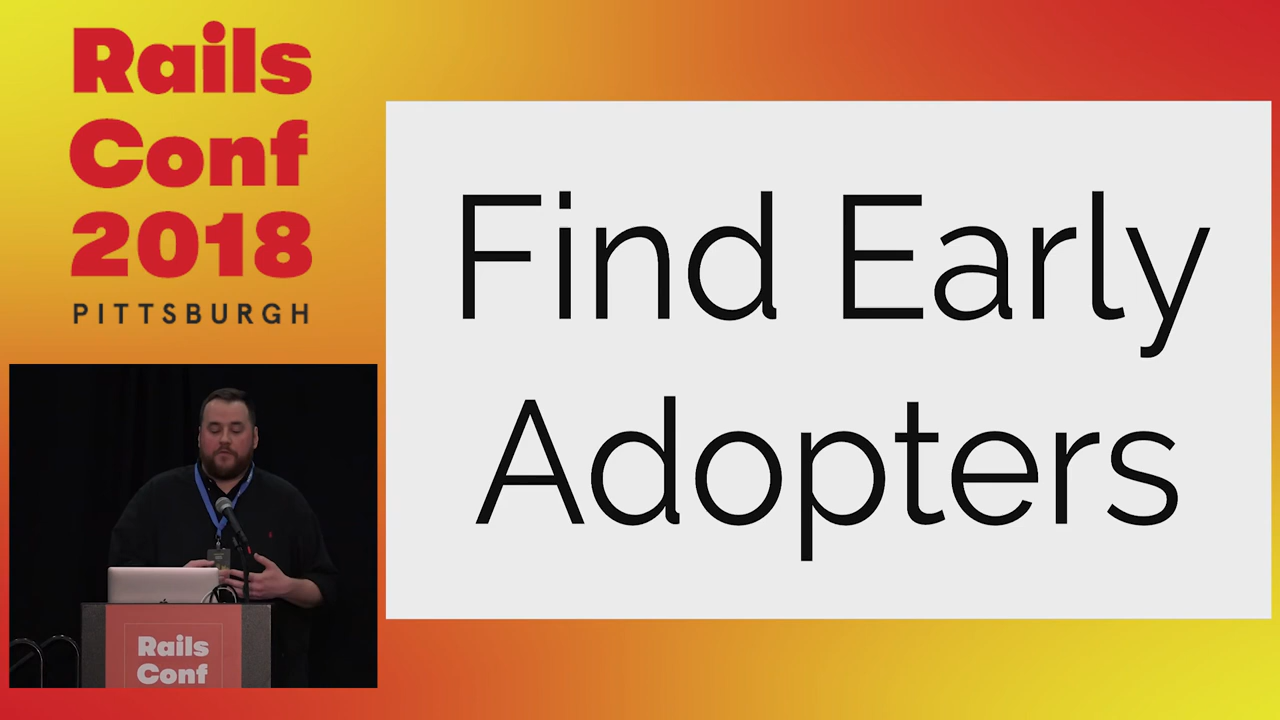 Rails
Conf
2018
PITTSBURGH
Find Early
Adopters
Rails
Conf